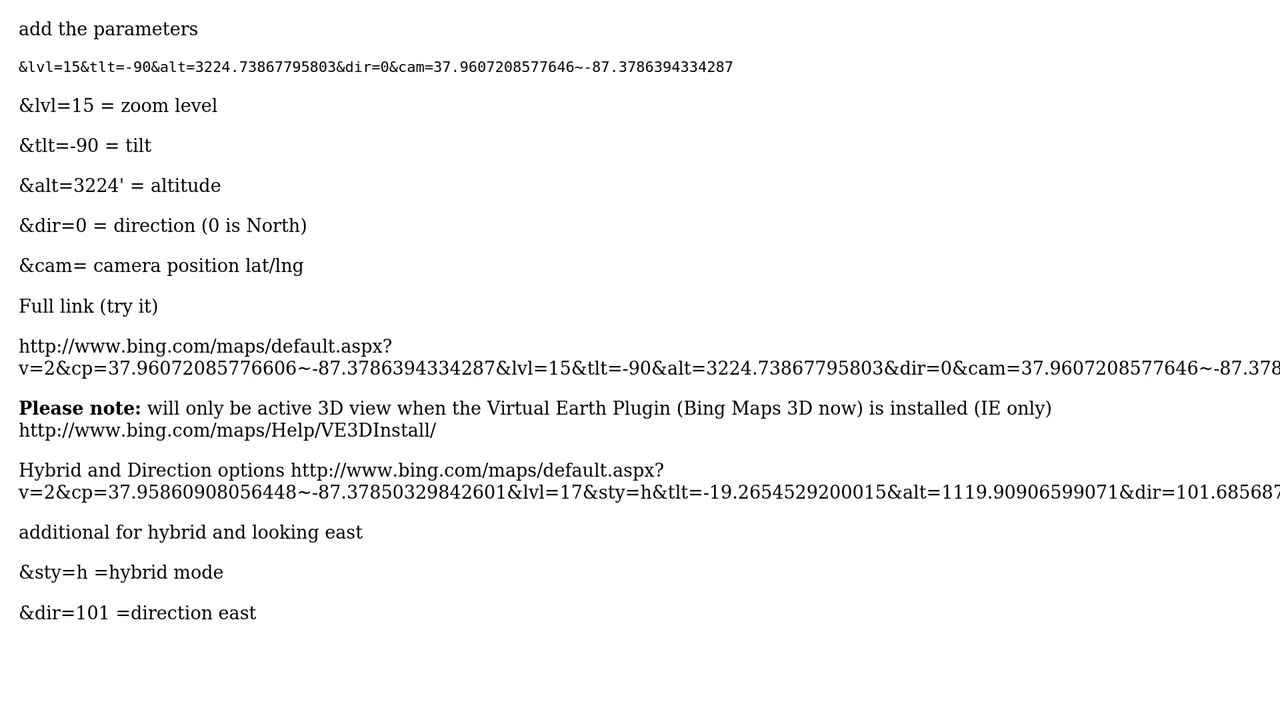 add the parameters
&lvl=15&tlt=-90&alt=3224.73867795803&dir=0&cam=37.9607208577646~-87.3786394334287
&lvl=15 = zoom level
&tlt=-90 = tilt
&alt=3224' = altitude
&dir=0 = direction (0 is North)
&cam= camera position lat/lng
Full link (try it)
http://www.bing.com/maps/default.aspx?
v=2&cp=37.96072085776606~-87.3786394334287&lvl=15&tlt=-90&alt=3224.73867795803&dir=0&cam=37.9607208577646~-87.378
Please note: will only be active 3D view when the Virtual Earth Plugin (Bing Maps 3D now) is installed (IE only)
http://www.bing.com/maps/Help/VE3DInstall/
Hybrid and Direction options http://www.bing.com/maps/default.aspx?
v=2&cp=37.95860908056448~-87.37850329842601&lvl=17&sty=h&tlt=-19.2654529200015&alt=1119.90906599071&dir=101.685687
additional for hybrid and looking east
&sty=h =hybrid mode
&dir=101 =direction east